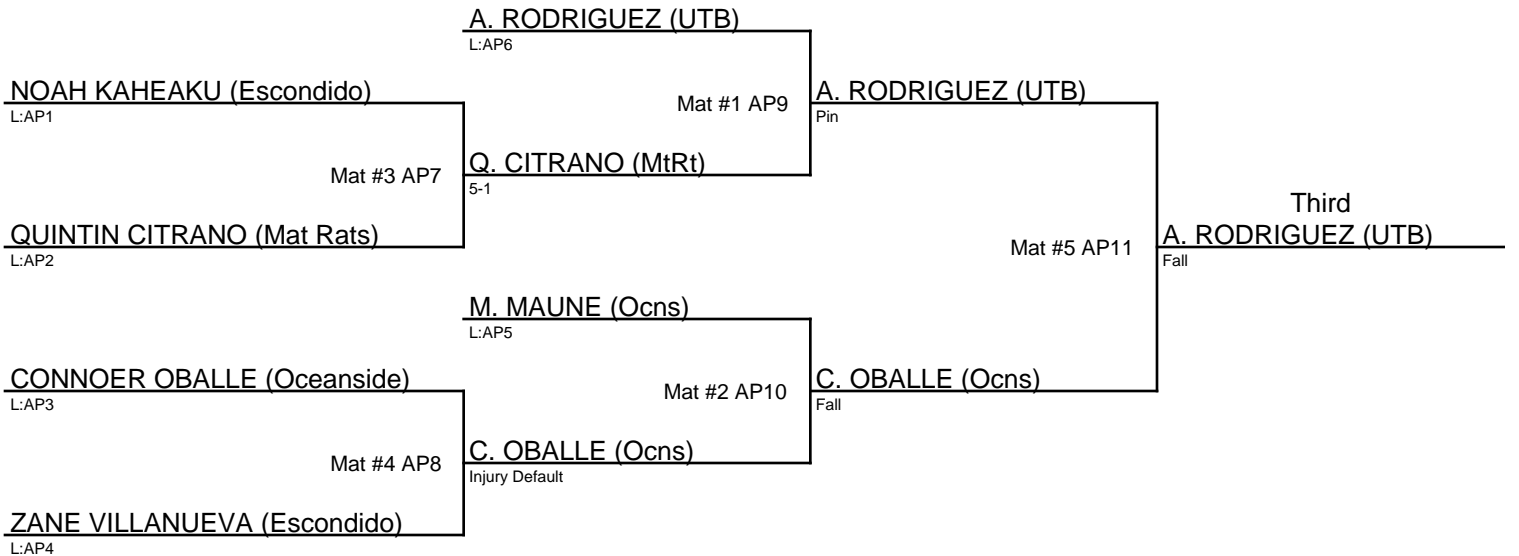 A. RODRIGUEZ (UTB)
L:AP6
NOAH KAHEAKU (Escondido)
L:AP1
Mat #1 AP9
A. RODRIGUEZ (UTB)
Pin
Mat #3 AP7
Q. CITRANO (MtRt)
5-1
QUINTIN CITRANO (Mat Rats)
L:AP2
Third
A. RODRIGUEZ (UTB)
Fall
Mat #5 AP11
M. MAUNE (Ocns)
L:AP5
CONNOER OBALLE (Oceanside)
L:AP3
Mat #2 AP10
C. OBALLE (Ocns)
Fall
Mat #4 AP8
C. OBALLE (Ocns)
Injury Default
ZANE VILLANUEVA (Escondido)
L:AP4